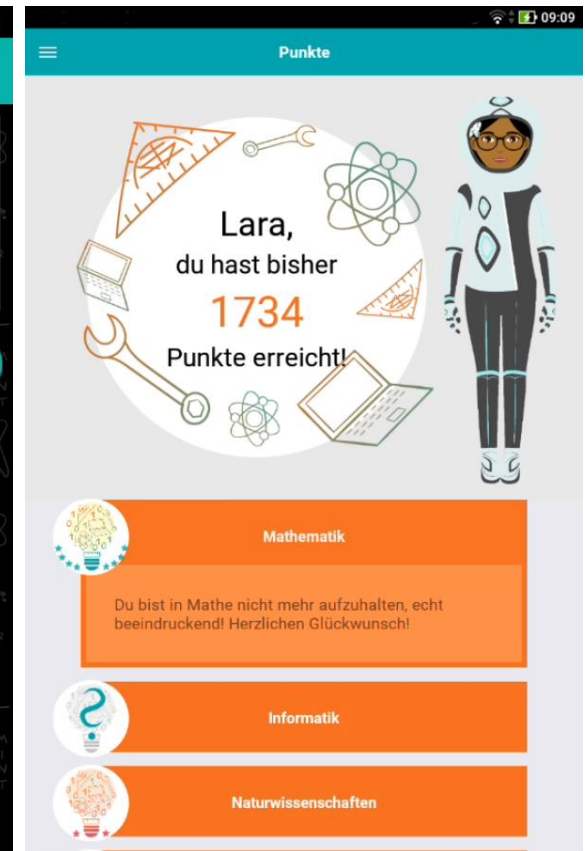 09:09
Punkte
Lara,
du hast bisher
1734
Punkte erreicht!
Mathematik
Du bist in Mathe nicht mehr aufzuhalten, echt
beeindruckend! Herzlichen Glückwunsch!
Informatik
Naturwissenschaften